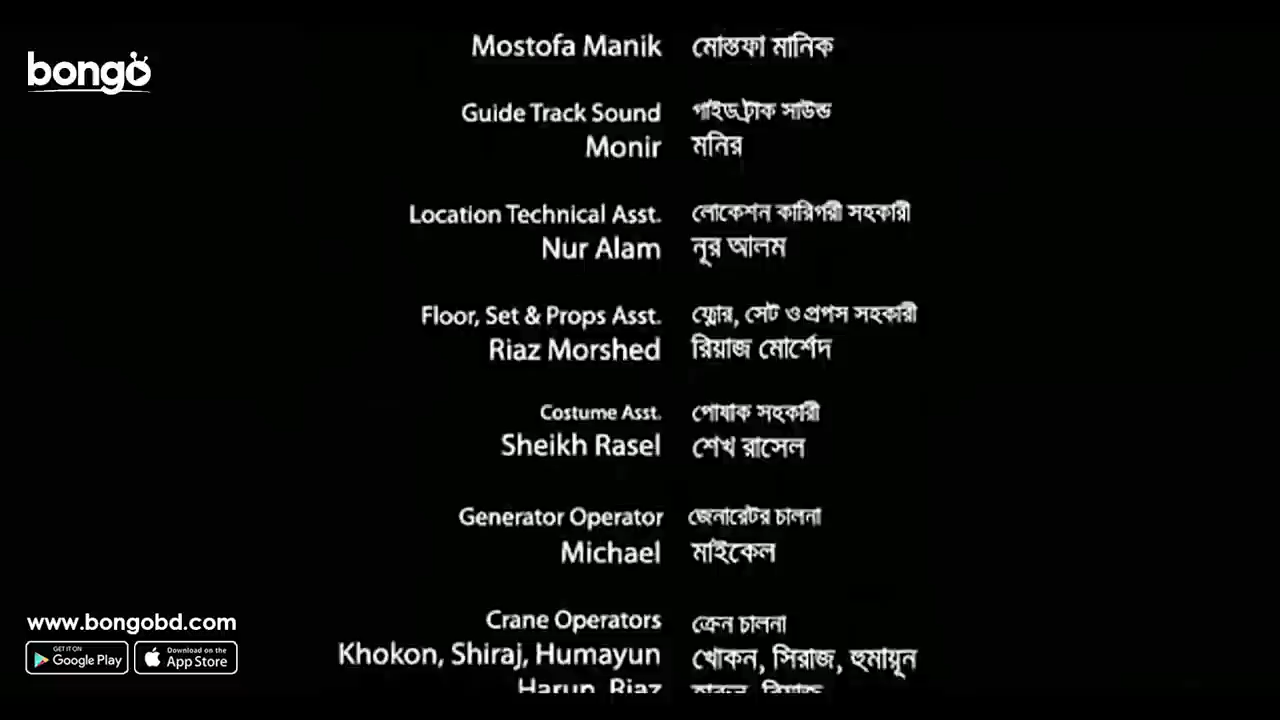 bongo
Mostofa Manik মোস্তফা মানিক
Guide Track Sound গাইড ট্রাক সাউন্ড
Monir মনির
Location Technical Asst. লোকেশন কারিগরী সহকারী
Nur Alam নূর আলম
Floor, Set & Props Asst. ফ্লোর, সেট ও প্রপস সহকারী
Riaz Morshed রিয়াজ মোর্শেদ
Costume Asst. পোষাক সহকারী
Sheikh Rasel শেখ রাসেল
Generator Operator জেনারেটর চালনা
Michael মাইকেল
Crane Operators ক্রেন চালনা
Khokon, Shiraj, Humayun খোকন, সিরাজ, হুমায়ূন
Harun, Riaz হারুন, রিয়াজ
www.bongobd.com
GET IT ON
Google Play
Download on the
App Store